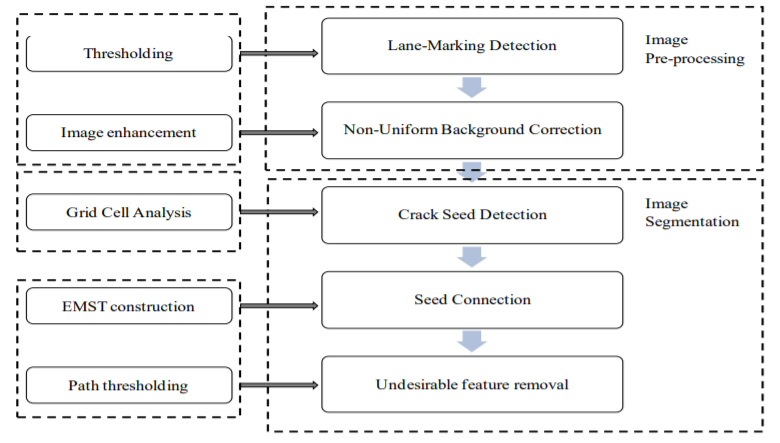 Thresholding
Lane-Marking Detection
Image
Pre-processing
Image enhancement
Non-Uniform Background Correction
Grid Cell Analysis
Crack Seed Detection
Image
Segmentation
EMST construction
Seed Connection
Path thresholding
Undesirable feature removal